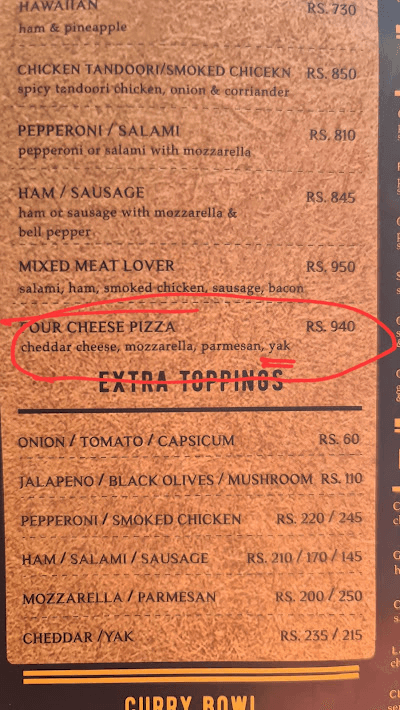 HAWAIIAN RS. 730
ham & pineapple
CHICKEN TANDOORI/SMOKED CHICEKN RS. 850
spicy tandoori chicken, onion & corriander
PEPPERONI / SALAMI RS. 810
pepperoni or salami with mozzarella
HAM / SAUSAGE RS. 845
ham or sausage with mozzarella &
bell pepper
MIXED MEAT LOVER RS. 950
salami, ham, smoked chicken, sausage, bacon
FOUR CHEESE PIZZA RS. 940
cheddar cheese, mozzarella, parmesan, yak
EXTRA TOPPINGS
ONION / TOMATO / CAPSICUM RS. 60
JALAPENO / BLACK OLIVES / MUSHROOM RS. 110
PEPPERONI / SMOKED CHICKEN RS. 220 / 245
HAM / SALAMI / SAUSAGE RS. 210 / 170 / 145
MOZZARELLA / PARMESAN RS. 200 / 250
CHEDDAR /YAK RS. 235 / 215
CURRY BOWL